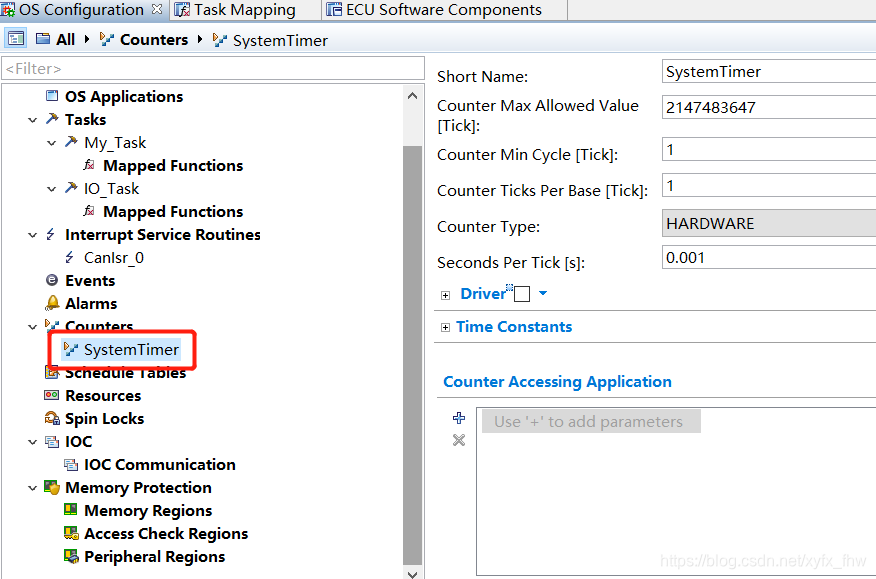 OS Configuration
Task Mapping
ECU Software Components
All
Counters
SystemTimer
<Filter>
OS Applications
Tasks
My_Task
Mapped Functions
IO_Task
Mapped Functions
Interrupt Service Routines
CanIsr_0
Events
Alarms
Counters
SystemTimer
Schedule Tables
Resources
Spin Locks
IOC
IOC Communication
Memory Protection
Memory Regions
Access Check Regions
Peripheral Regions
Short Name:
SystemTimer
Counter Max Allowed Value
[Tick]:
2147483647
Counter Min Cycle [Tick]:
1
Counter Ticks Per Base [Tick]:
1
Counter Type:
HARDWARE
Seconds Per Tick [s]:
0.001
Driver
Time Constants
Counter Accessing Application
Use '+' to add parameters
https://blog.csdn.net/xyfx_fhw